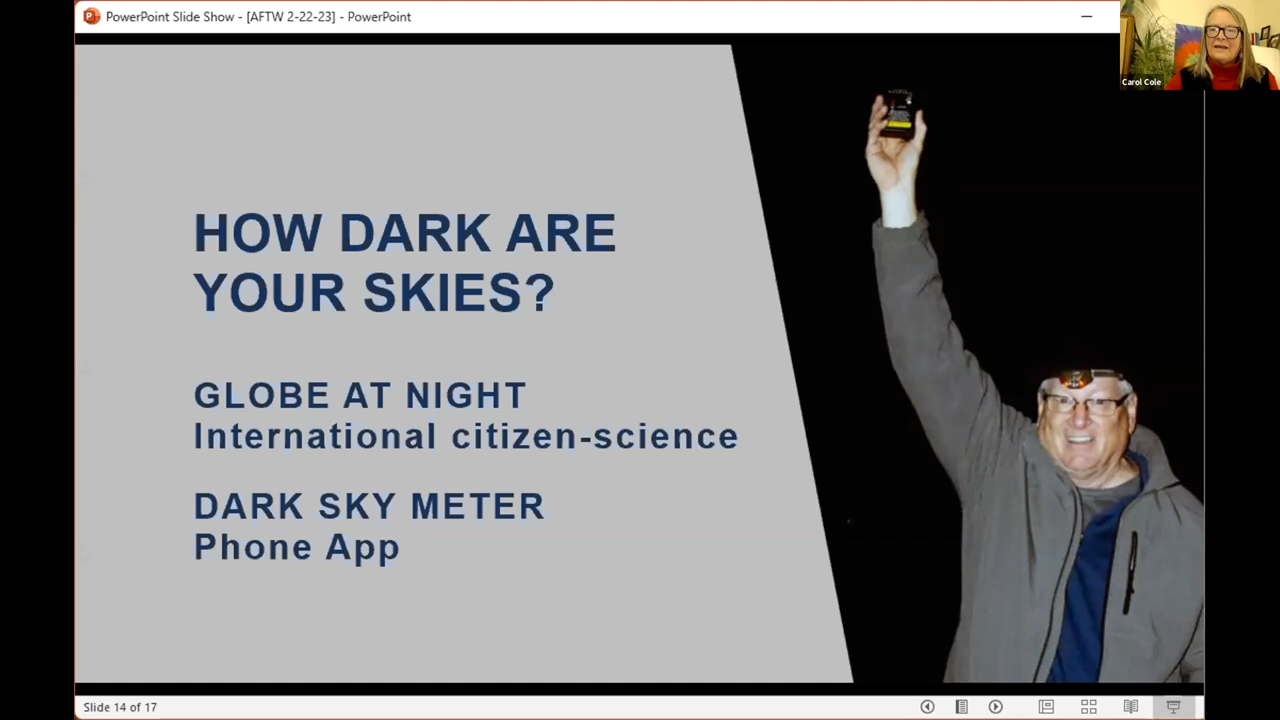 PowerPoint Slide Show - [AFTW 2-22-23] - PowerPoint
Carol Cole
HOW DARK ARE
YOUR SKIES?
GLOBE AT NIGHT
International citizen-science
DARK SKY METER
Phone App
Slide 14 of 17